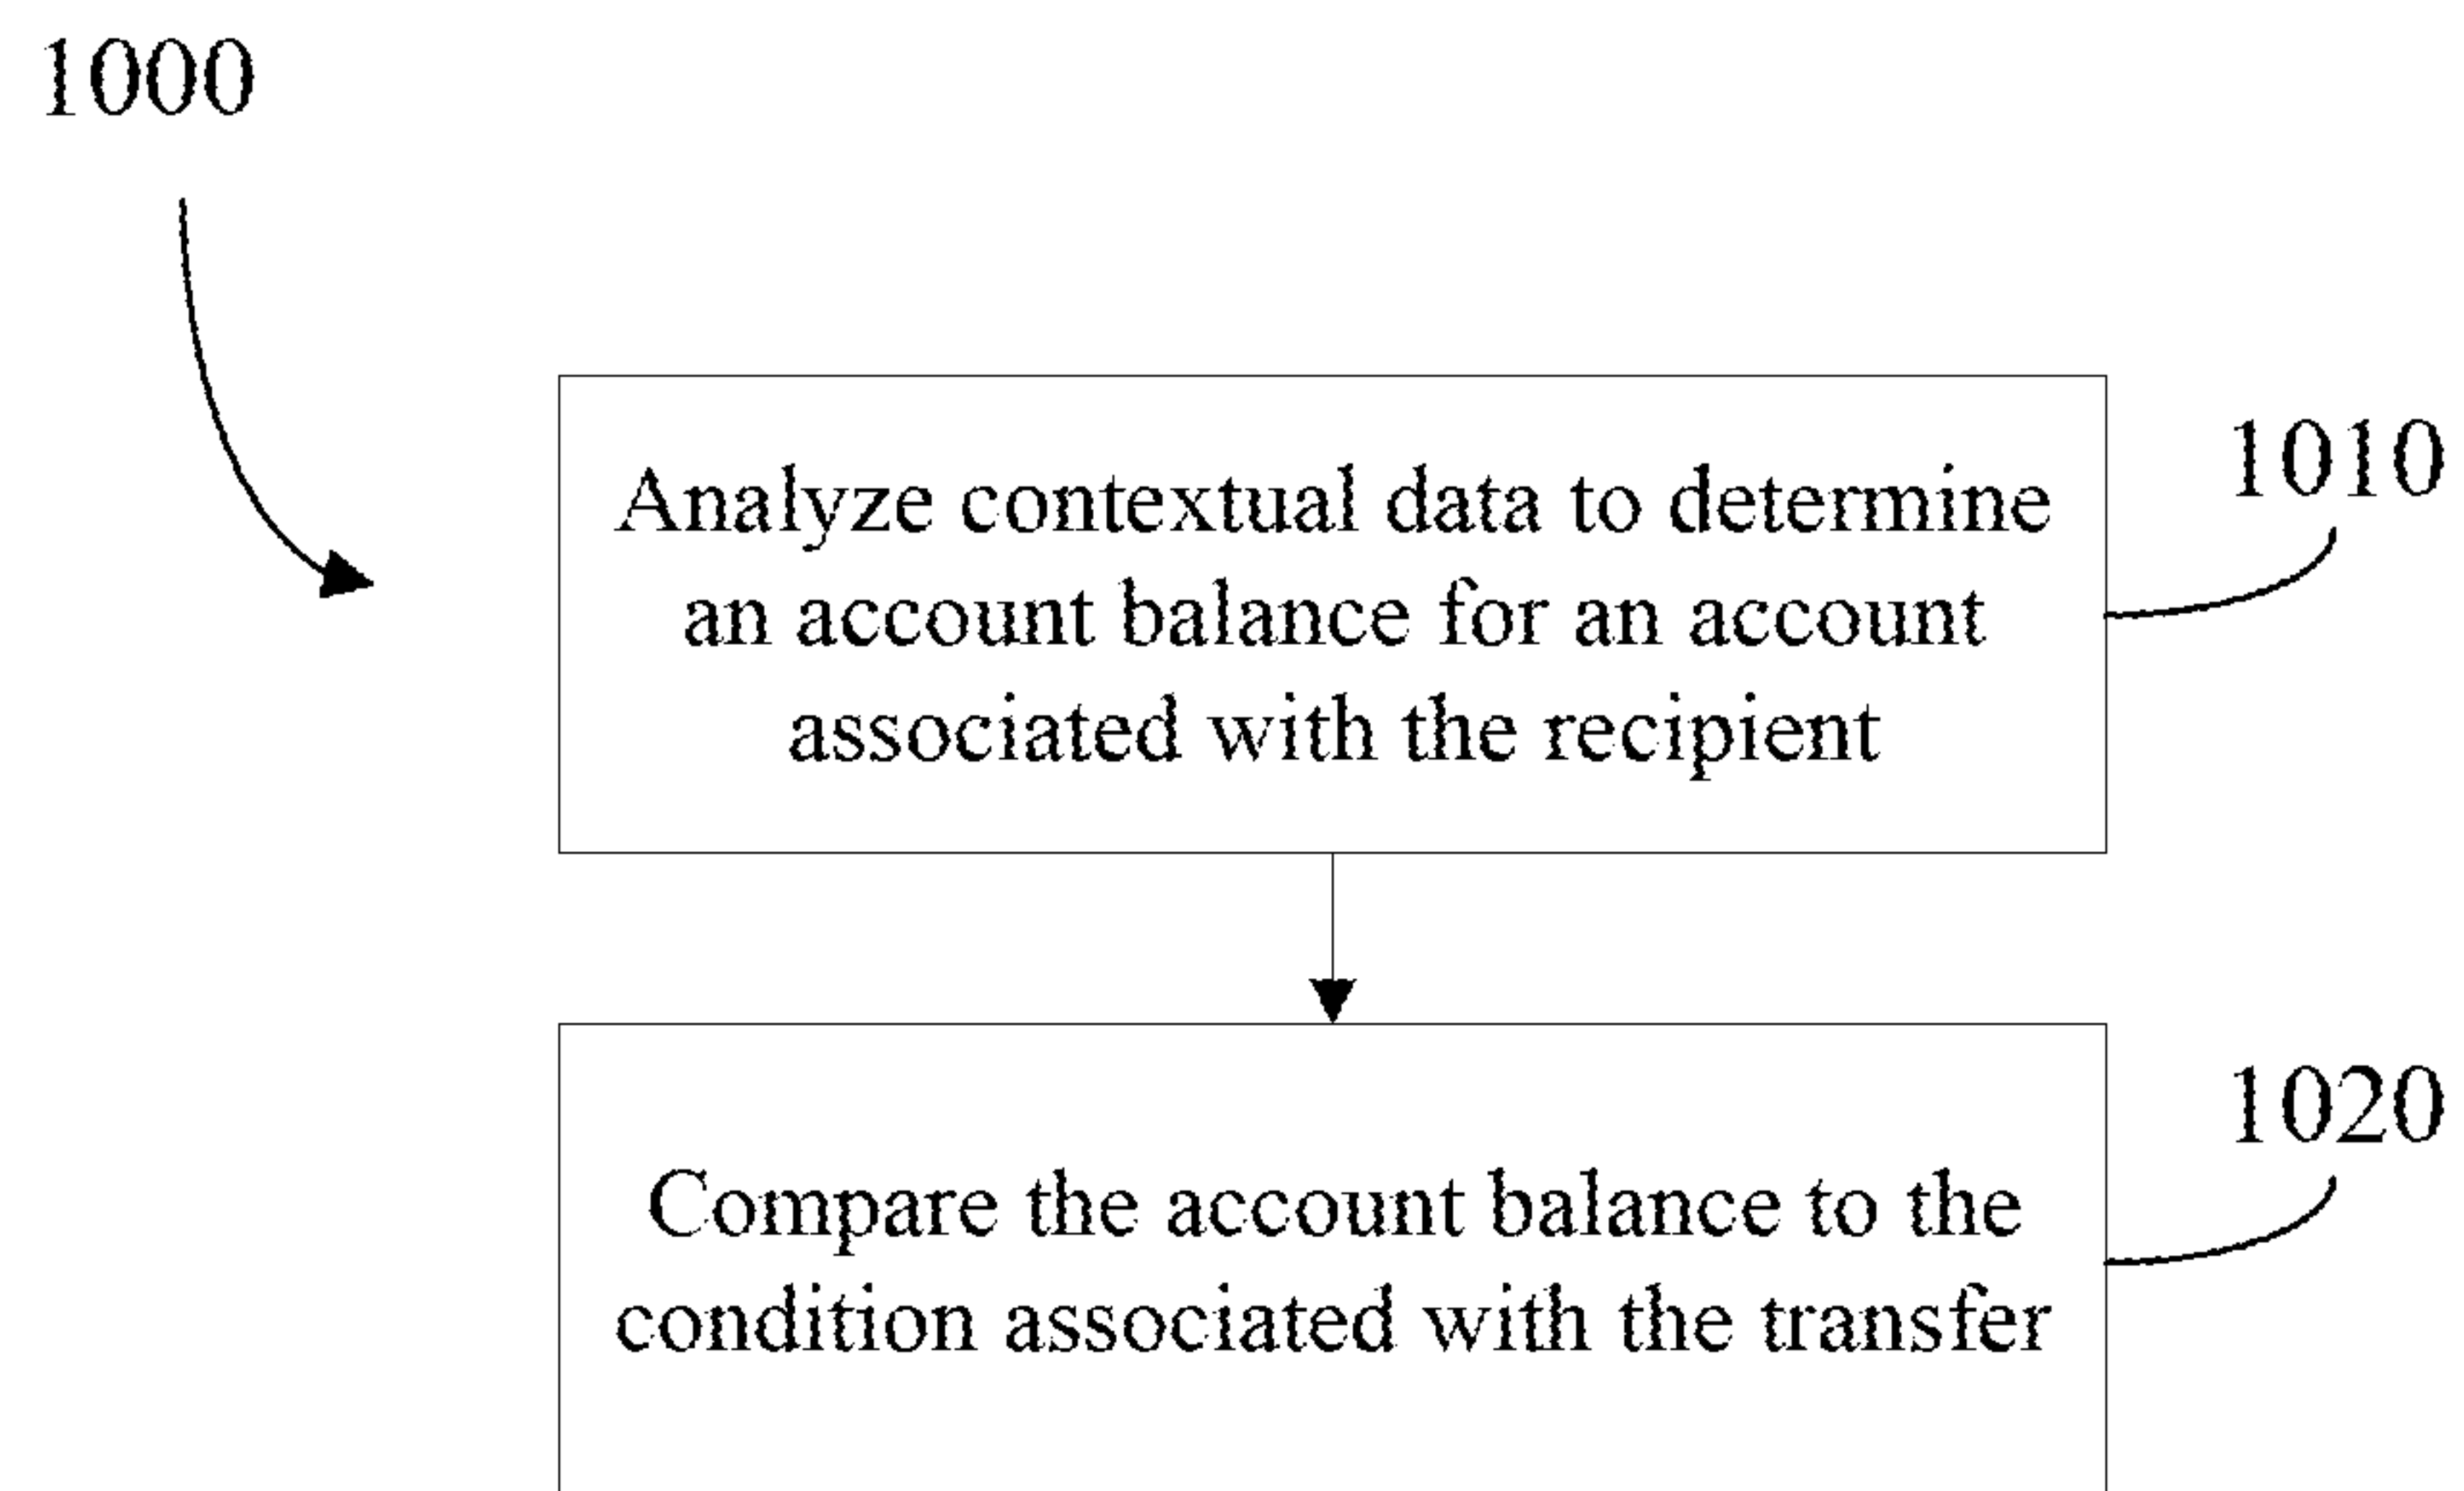 1000
1010
Analyze contextual data to determine
an account balance for an account
associated with the recipient
1020
Compare the account balance to the
condition associated with the transfer